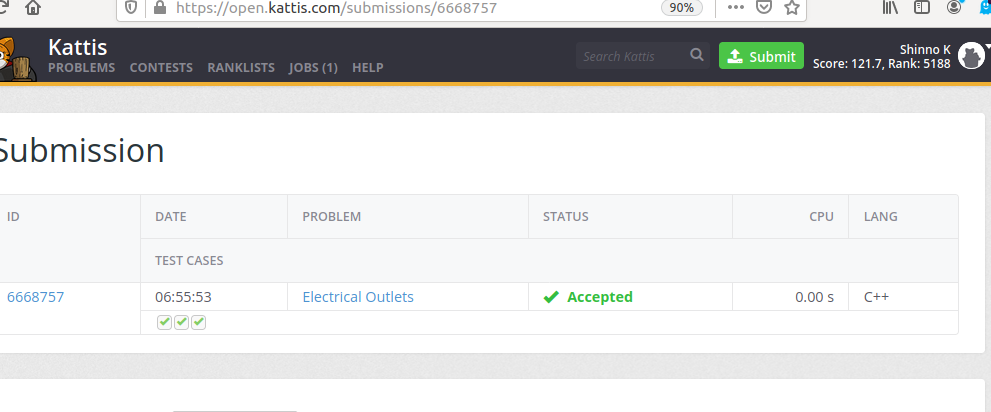 https://open.kattis.com/submissions/6668757
90%
Kattis
PROBLEMS CONTESTS RANKLISTS JOBS (1) HELP
Search Kattis
Submit
Shinno K
Score: 121.7, Rank: 5188
Submission
ID DATE PROBLEM STATUS CPU LANG
TEST CASES
6668757 06:55:53 Electrical Outlets Accepted 0.00 s C++